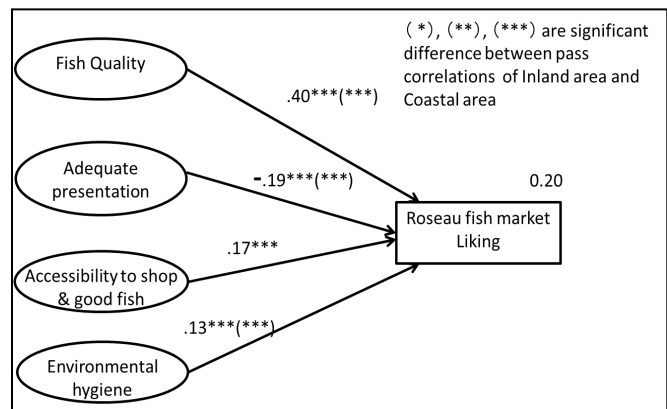 Fish Quality
( *), (**), (***) are significant
difference between pass
correlations of Inland area and
Coastal area
.40***(***)
Adequate
presentation
-.19***(***)
0.20
Roseau fish market
Liking
.17***
Accessibility to shop
& good fish
.13***(***)
Environmental
hygiene